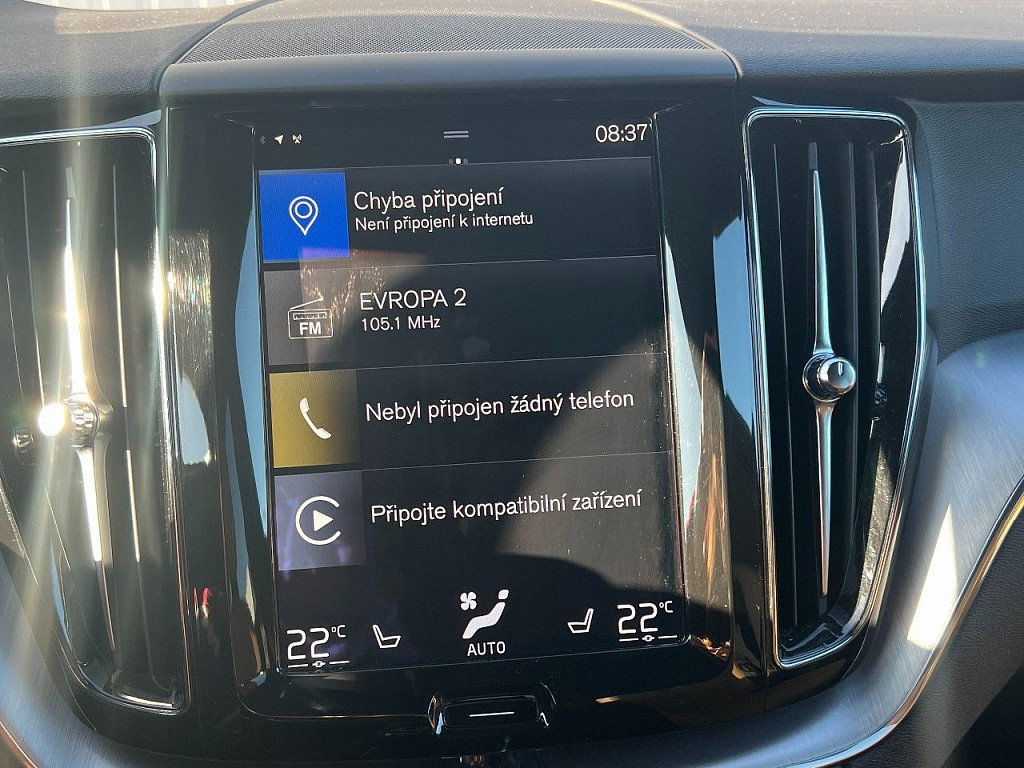 08:37
Chyba připojení
Není připojení k internetu
EVROPA 2
105.1 MHz
FM
Nebyl připojen žádný telefon
Připojte kompatibilní zařízení
22°C
AUTO
22°C